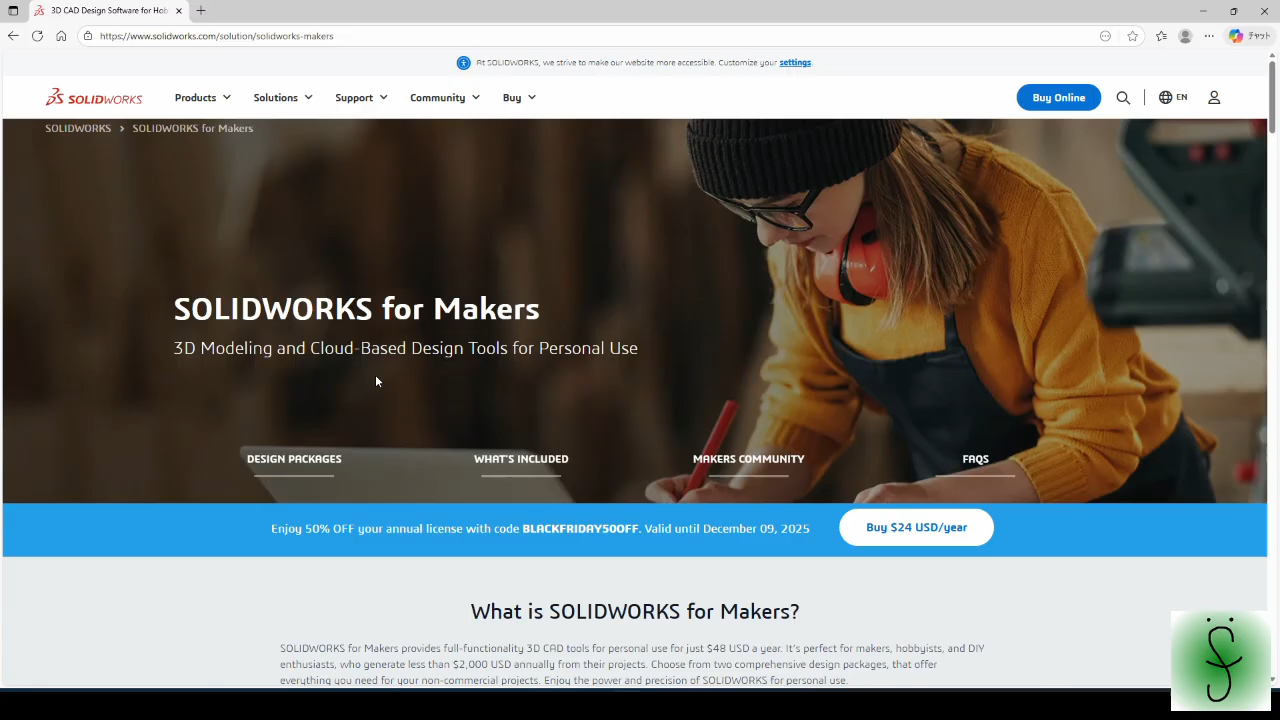 3D CAD Design Software for Hob
https://www.solidworks.com/solution/solidworks-makers
チャット
At SOLIDWORKS, we strive to make our website more accessible. Customize your settings.
SOLIDWORKS Products Solutions Support Community Buy Buy Online EN
SOLIDWORKS > SOLIDWORKS for Makers
SOLIDWORKS for Makers
3D Modeling and Cloud-Based Design Tools for Personal Use
DESIGN PACKAGES WHAT'S INCLUDED MAKERS COMMUNITY FAQS
Enjoy 50% OFF your annual license with code BLACKFRIDAY50OFF. Valid until December 09, 2025 Buy $24 USD/year
What is SOLIDWORKS for Makers?
SOLIDWORKS for Makers provides full-functionality 3D CAD tools for personal use for just $48 USD a year. It's perfect for makers, hobbyists, and DIY
enthusiasts, who generate less than $2,000 USD annually from their projects. Choose from two comprehensive design packages, that offer
everything you need for your non-commercial projects. Enjoy the power and precision of SOLIDWORKS for personal use.